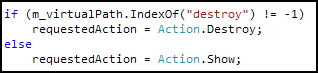 if (m_virtualPath.IndexOf("destroy") != -1)
    requestedAction = Action.Destroy;
else
    requestedAction = Action.Show;